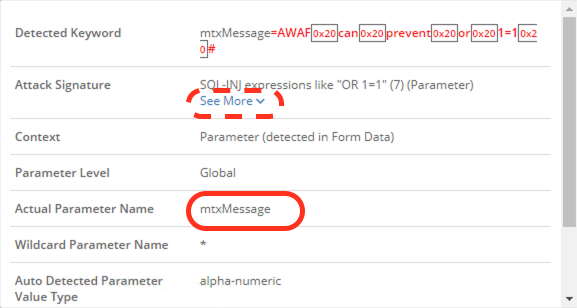 Detected Keyword mtxMessage=AWAF0x20can0x20prevent0x20or0x201=10x2
0#
Attack Signature SQL-INJ expressions like "OR 1=1" (7) (Parameter)
See More
Context Parameter (detected in Form Data)
Parameter Level Global
Actual Parameter Name mtxMessage
Wildcard Parameter Name *
Auto Detected Parameter alpha-numeric
Value Type